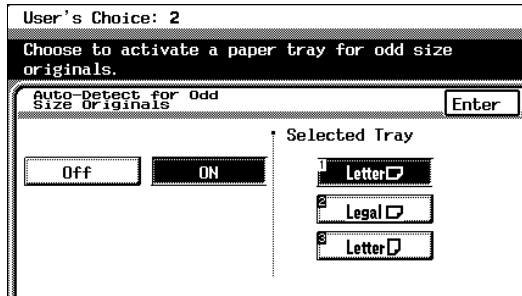 User's Choice: 2
Choose to activate a paper tray for odd size
originals.
Auto-Detect for Odd
Size Originals
Enter
Selected Tray
Off
ON
1
Letter
2
Legal
3
Letter